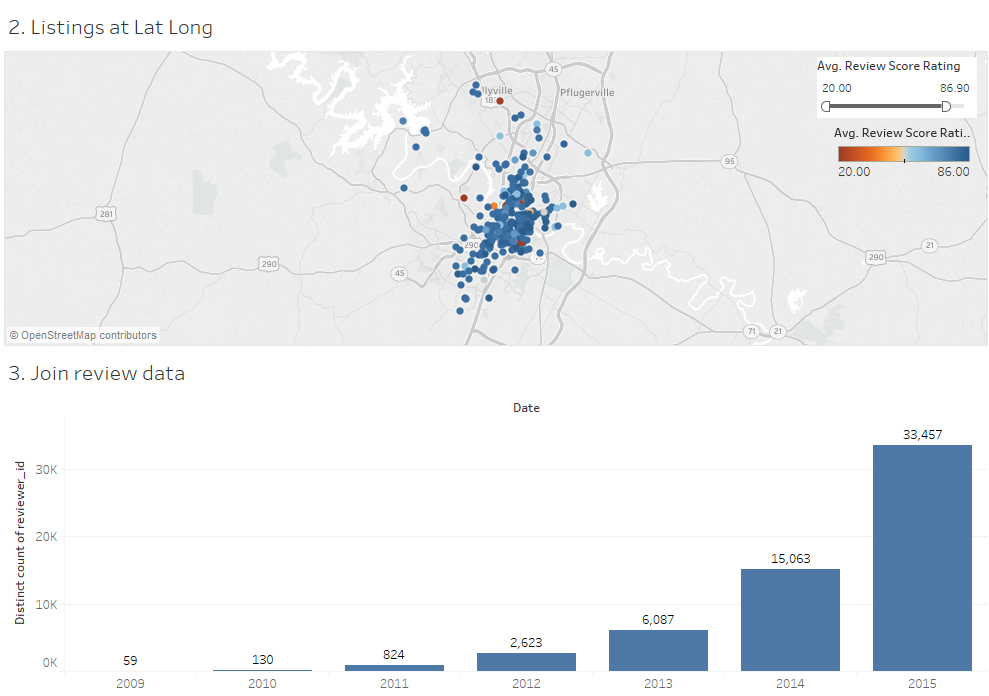 2. Listings at Lat Long
Avg. Review Score Rating
20.00 86.90
Avg. Review Score Rati..
20.00 86.00
45
llyville
183
Pflugerville
95
281
290
290
45
21
290
71
21
© OpenStreetMap contributors
3. Join review data
Date
Distinct count of reviewer_id
30K
20K
10K
0K
59
130
824
2,623
6,087
15,063
33,457
2009 2010 2011 2012 2013 2014 2015